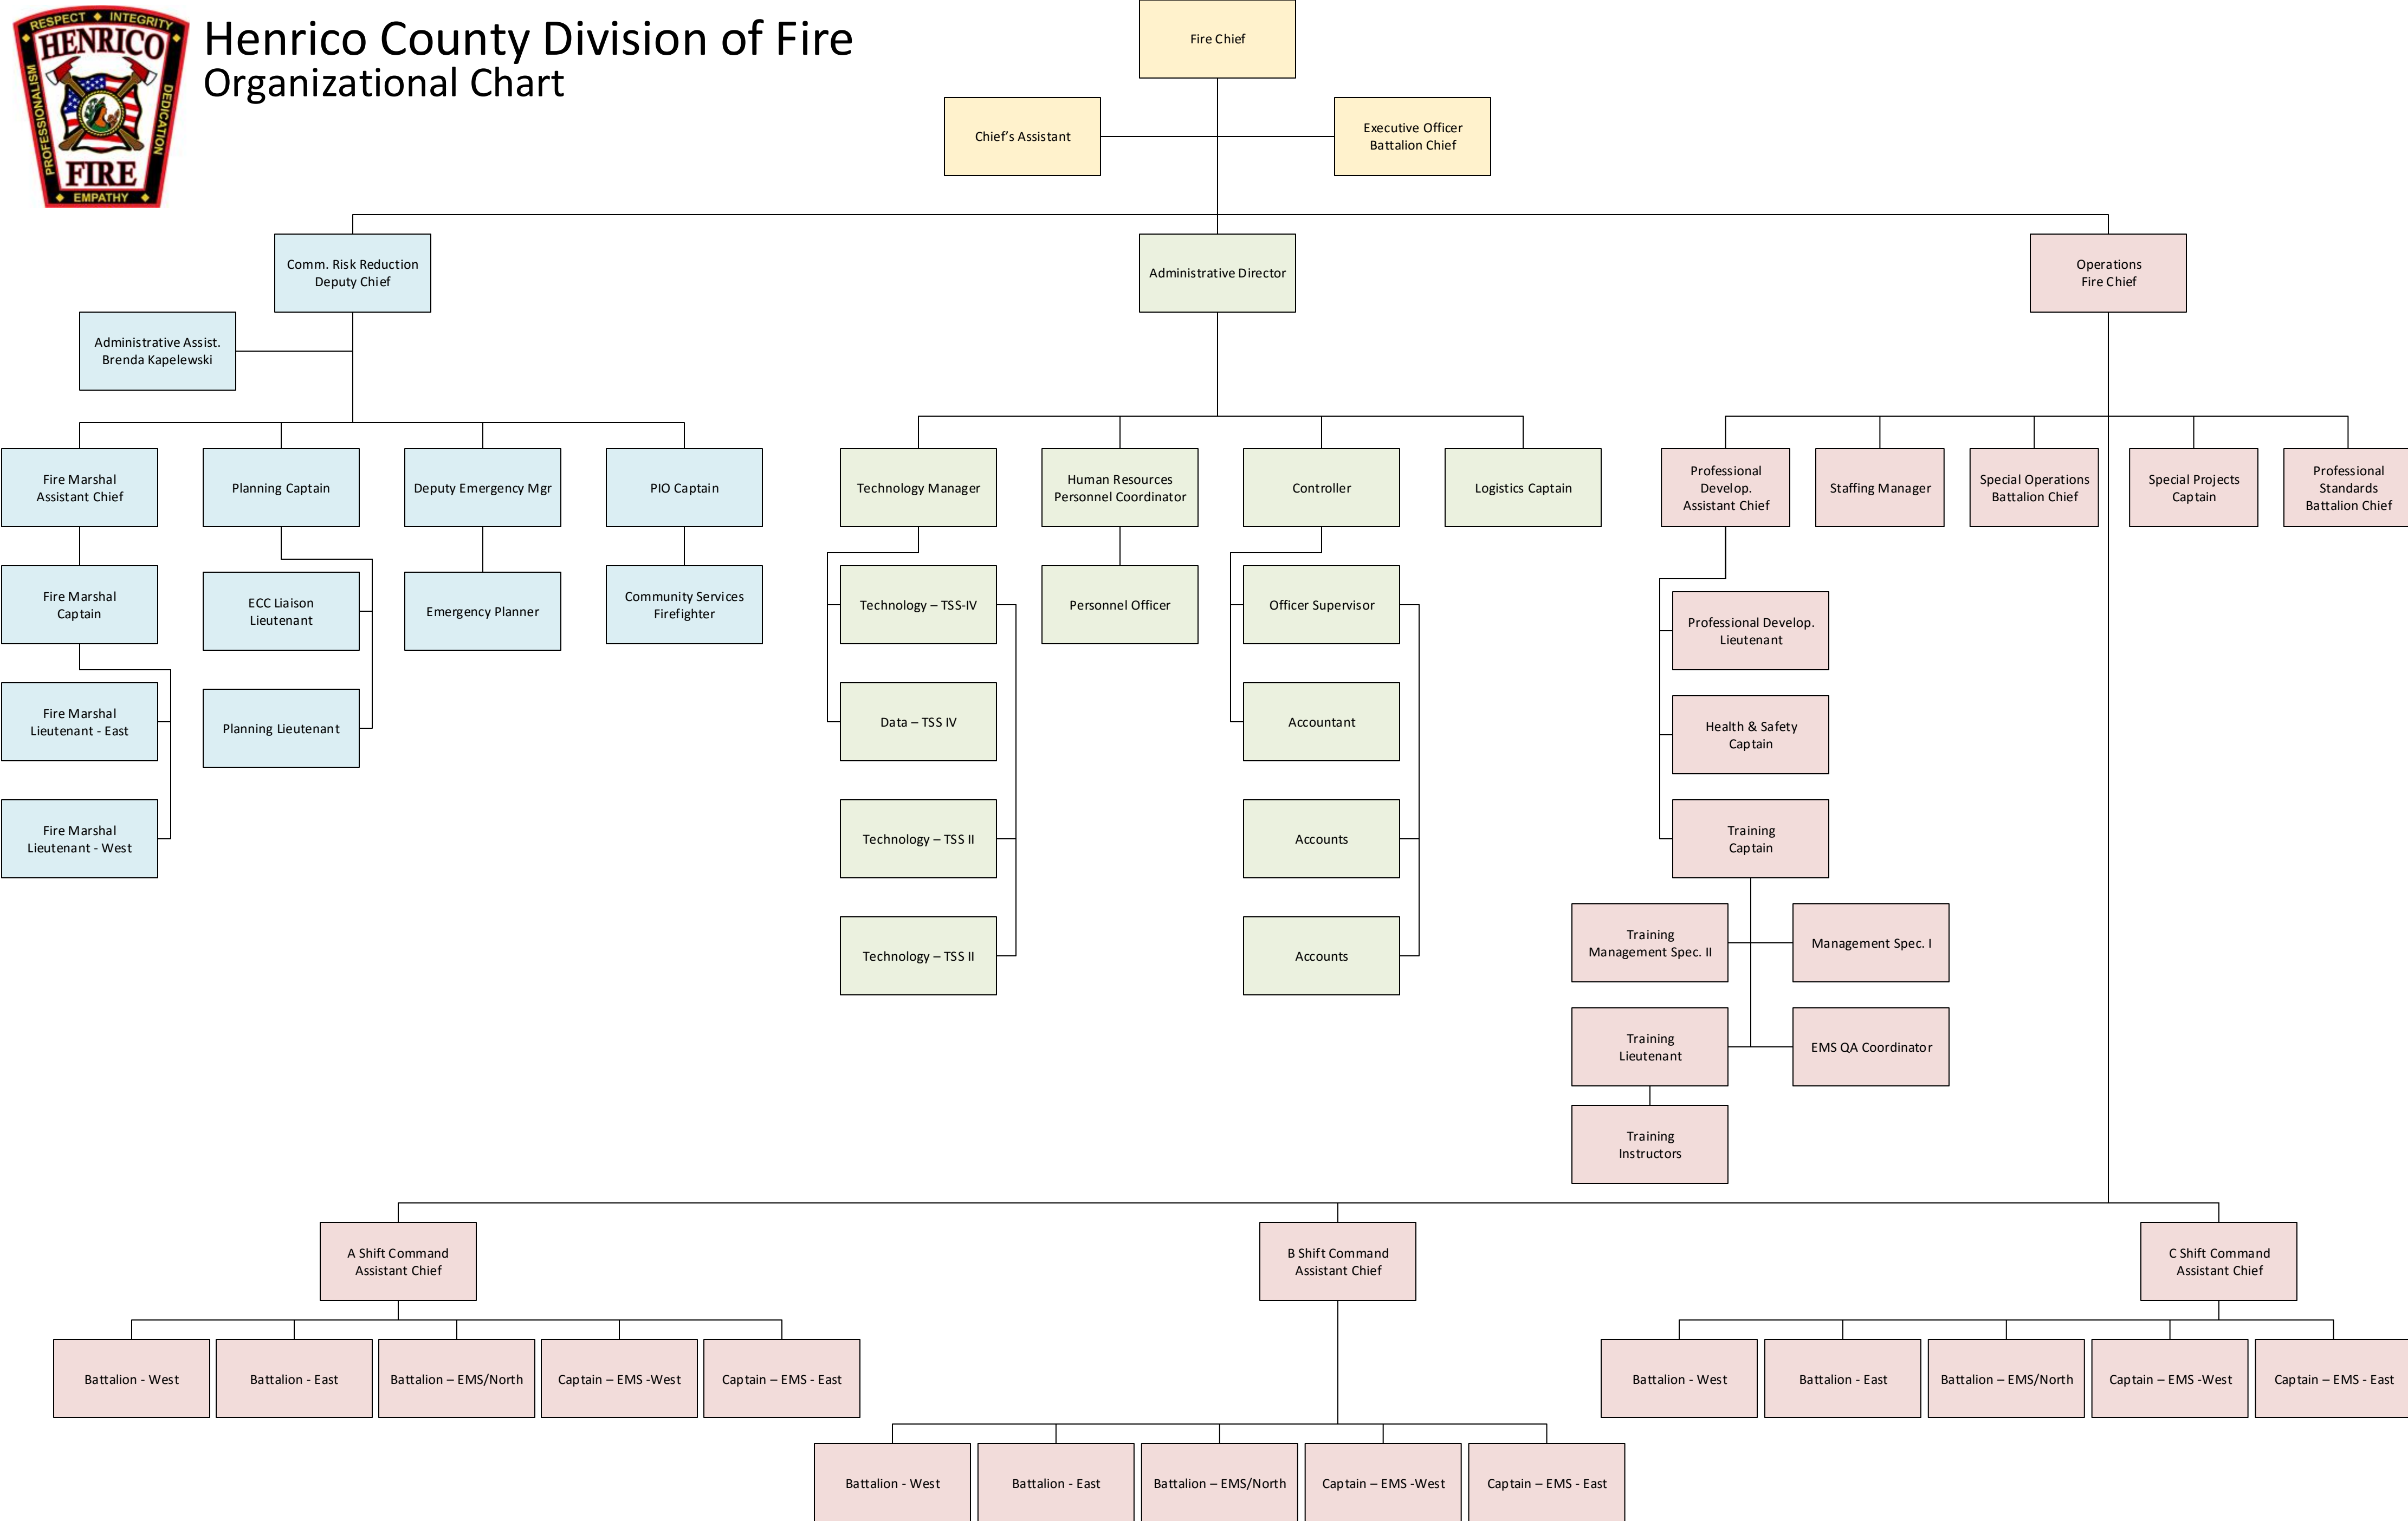 RESPECT ◆ INTEGRITY
HENRICO
PROFESSIONALISM
DEDICATION
FIRE
EMPATHY
Henrico County Division of Fire
Organizational Chart
Fire Chief
Chief’s Assistant
Executive Officer
Battalion Chief
Comm. Risk Reduction
Deputy Chief
Administrative Director
Operations
Fire Chief
Administrative Assist.
Brenda Kapelewski
Fire Marshal
Assistant Chief
Planning Captain
Deputy Emergency Mgr
PIO Captain
Technology Manager
Human Resources
Personnel Coordinator
Controller
Logistics Captain
Professional
Develop.
Assistant Chief
Staffing Manager
Special Operations
Battalion Chief
Special Projects
Captain
Professional
Standards
Battalion Chief
Fire Marshal
Captain
ECC Liaison
Lieutenant
Emergency Planner
Community Services
Firefighter
Technology – TSS-IV
Personnel Officer
Officer Supervisor
Professional Develop.
Lieutenant
Fire Marshal
Lieutenant - East
Planning Lieutenant
Data – TSS IV
Accountant
Health & Safety
Captain
Fire Marshal
Lieutenant - West
Technology – TSS II
Accounts
Training
Captain
Technology – TSS II
Accounts
Training
Management Spec. II
Management Spec. I
Training
Lieutenant
EMS QA Coordinator
Training
Instructors
A Shift Command
Assistant Chief
B Shift Command
Assistant Chief
C Shift Command
Assistant Chief
Battalion - West
Battalion - East
Battalion – EMS/North
Captain – EMS -West
Captain – EMS - East
Battalion - West
Battalion - East
Battalion – EMS/North
Captain – EMS -West
Captain – EMS - East
Battalion - West
Battalion - East
Battalion – EMS/North
Captain – EMS -West
Captain – EMS - East